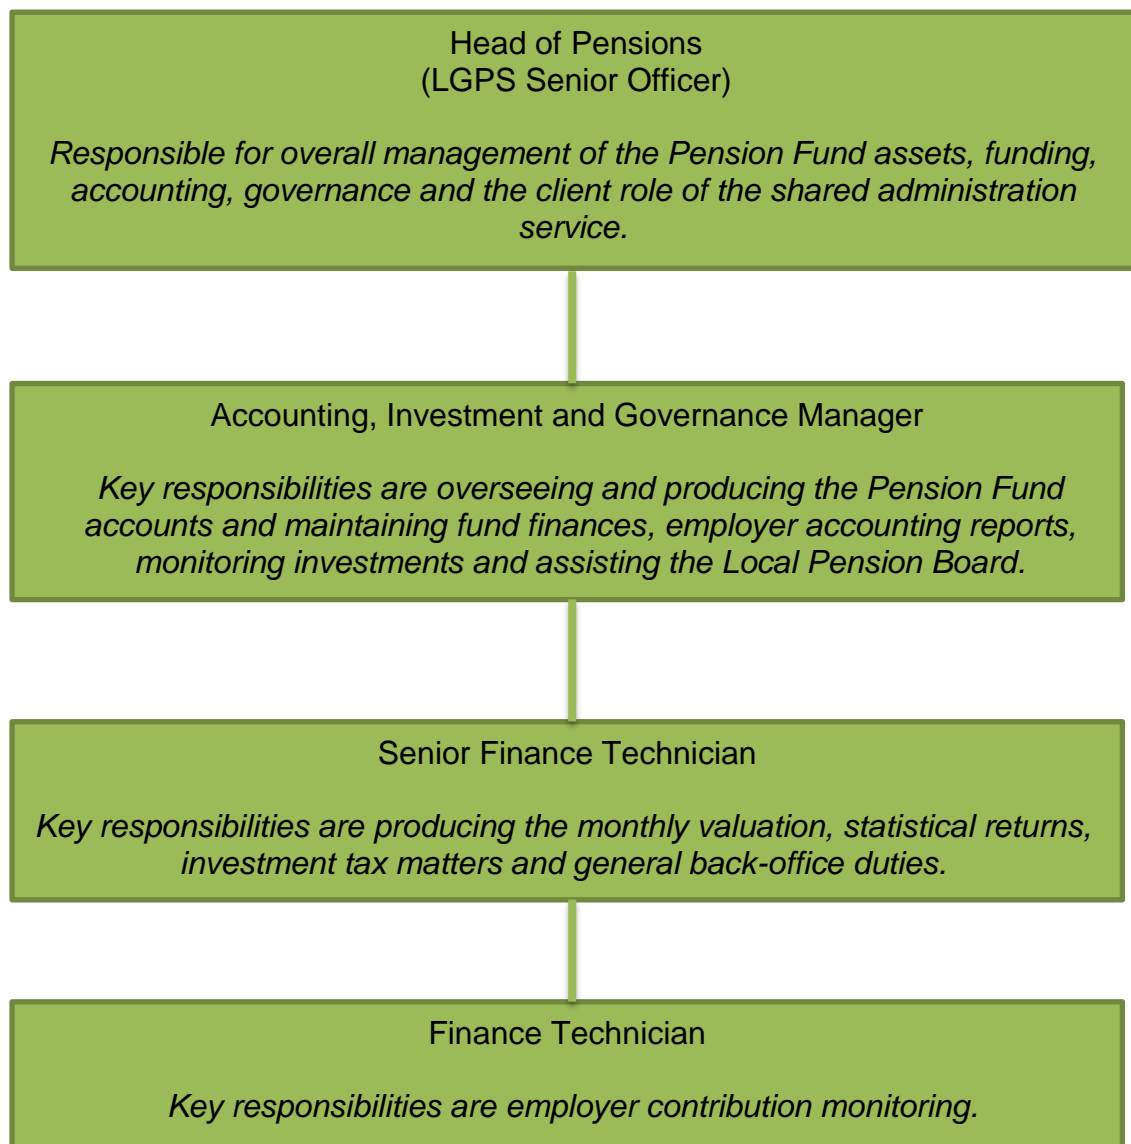 Head of Pensions
(LGPS Senior Officer)
Responsible for overall management of the Pension Fund assets, funding,
accounting, governance and the client role of the shared administration
service.
Accounting, Investment and Governance Manager
Key responsibilities are overseeing and producing the Pension Fund
accounts and maintaining fund finances, employer accounting reports,
monitoring investments and assisting the Local Pension Board.
Senior Finance Technician
Key responsibilities are producing the monthly valuation, statistical returns,
investment tax matters and general back-office duties.
Finance Technician
Key responsibilities are employer contribution monitoring.